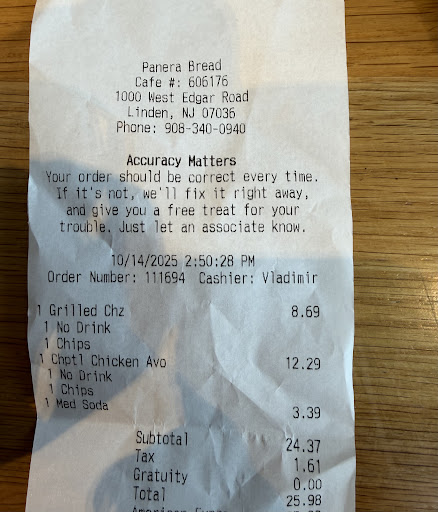 Panera Bread
Cafe #: 606176
1000 West Edgar Road
Linden, NJ 07036
Phone: 908-340-0940
Accuracy Matters
Your order should be correct every time.
If it's not, we'll fix it right away,
and give you a free treat for your
trouble. Just let an associate know.
10/14/2025 2:50:28 PM
Order Number: 111694 Cashier: Vladimir
1 Grilled Chz 8.69
1 No Drink
1 Chips
1 Chptl Chicken Avo 12.29
1 No Drink
1 Chips
1 Med Soda 3.39
Subtotal 24.37
Tax 1.61
Gratuity 0.00
Total 25.98
American